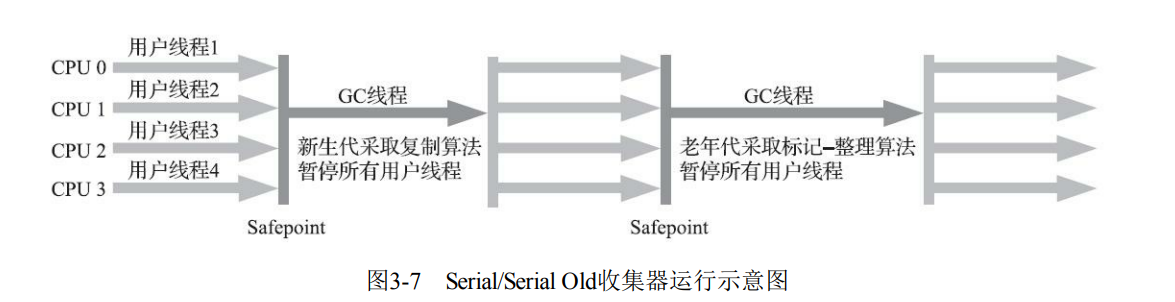 用户线程1
CPU 0
用户线程2
CPU 1
用户线程3
CPU 2
用户线程4
CPU 3
GC线程
新生代采取复制算法
暂停所有用户线程
Safepoint
GC线程
老年代采取标记–整理算法
暂停所有用户线程
Safepoint
图3-7 Serial/Serial Old收集器运行示意图